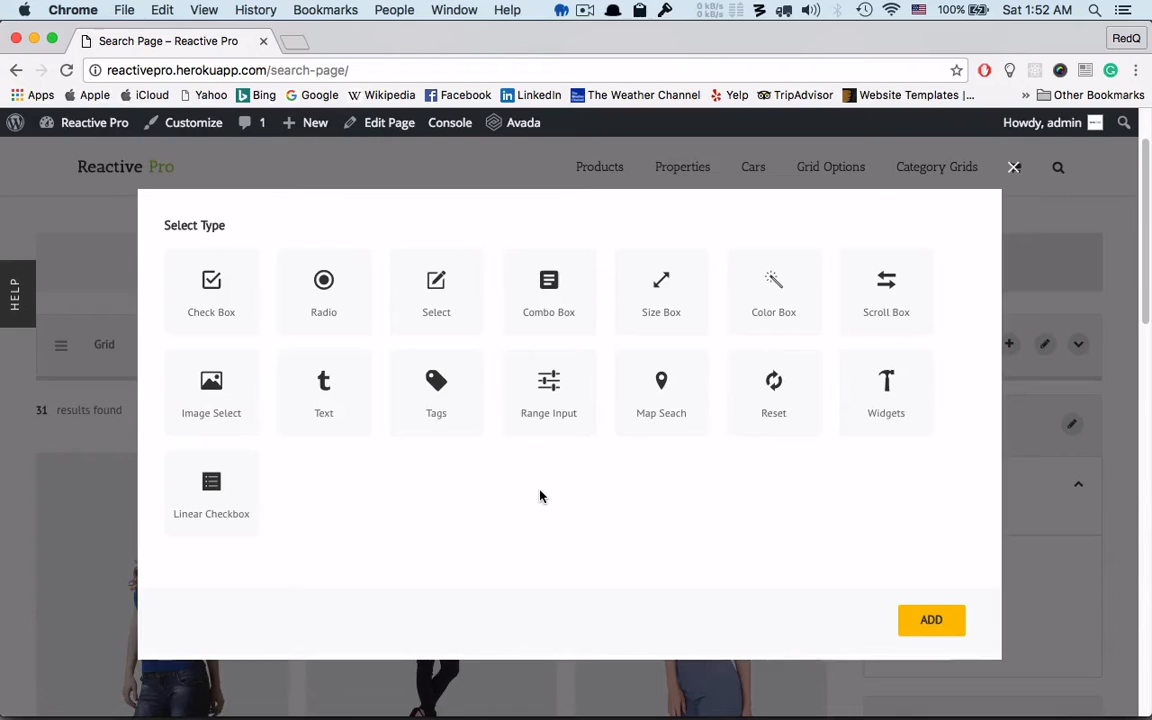 Chrome File Edit View History Bookmarks People Window Help 0 kB/s 0 kB/s 100% Sat 1:52 AM
Search Page – Reactive Pro RedQ
reactivepro.herokuapp.com/search-page/
Apps Apple iCloud Yahoo Bing Google Wikipedia Facebook LinkedIn The Weather Channel Yelp TripAdvisor Website Templates |... » Other Bookmarks
Reactive Pro Customize 1 New Edit Page Console Avada Howdy, admin
Reactive Pro Products Properties Cars Grid Options Category Grids
Select Type
HELP
Check Box Radio Select Combo Box Size Box Color Box Scroll Box
Grid
Image Select Text Tags Range Input Map Seach Reset Widgets
31 results found
Linear Checkbox
ADD